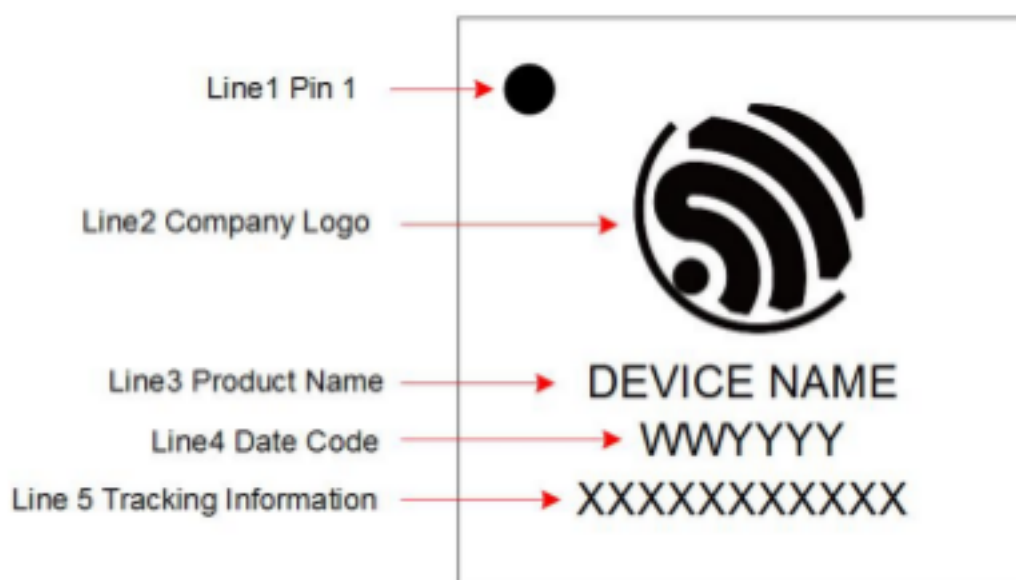 Line1 Pin 1
Line2 Company Logo
Line3 Product Name
DEVICE NAME
Line4 Date Code
WWYYYY
Line 5 Tracking Information
XXXXXXXXXXX